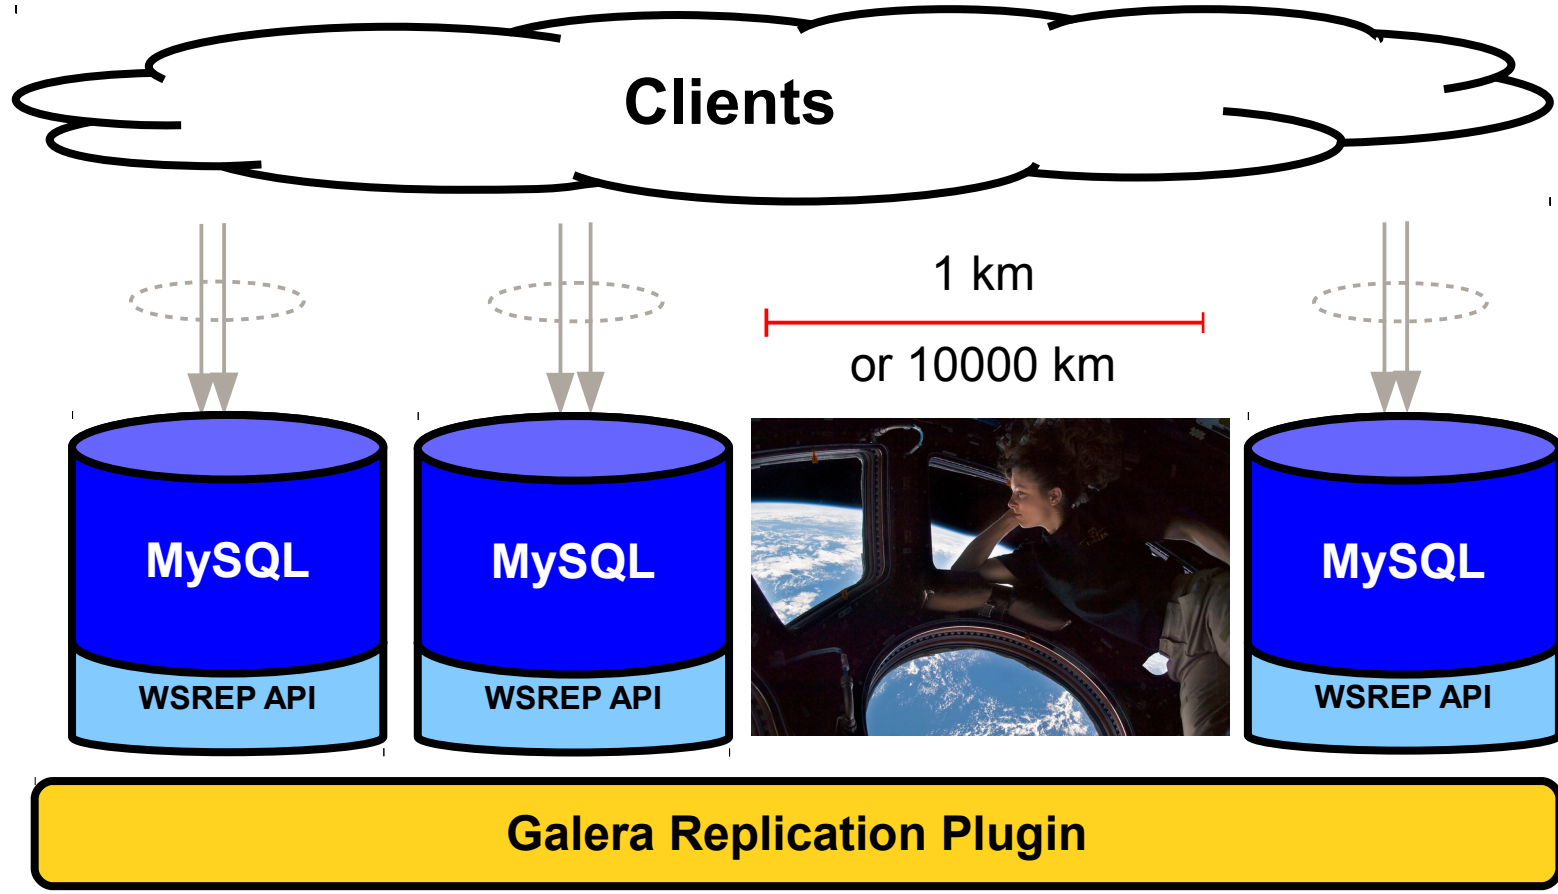 Clients
1 km
or 10000 km
MySQL
MySQL
MySQL
WSREP API
WSREP API
WSREP API
Galera Replication Plugin